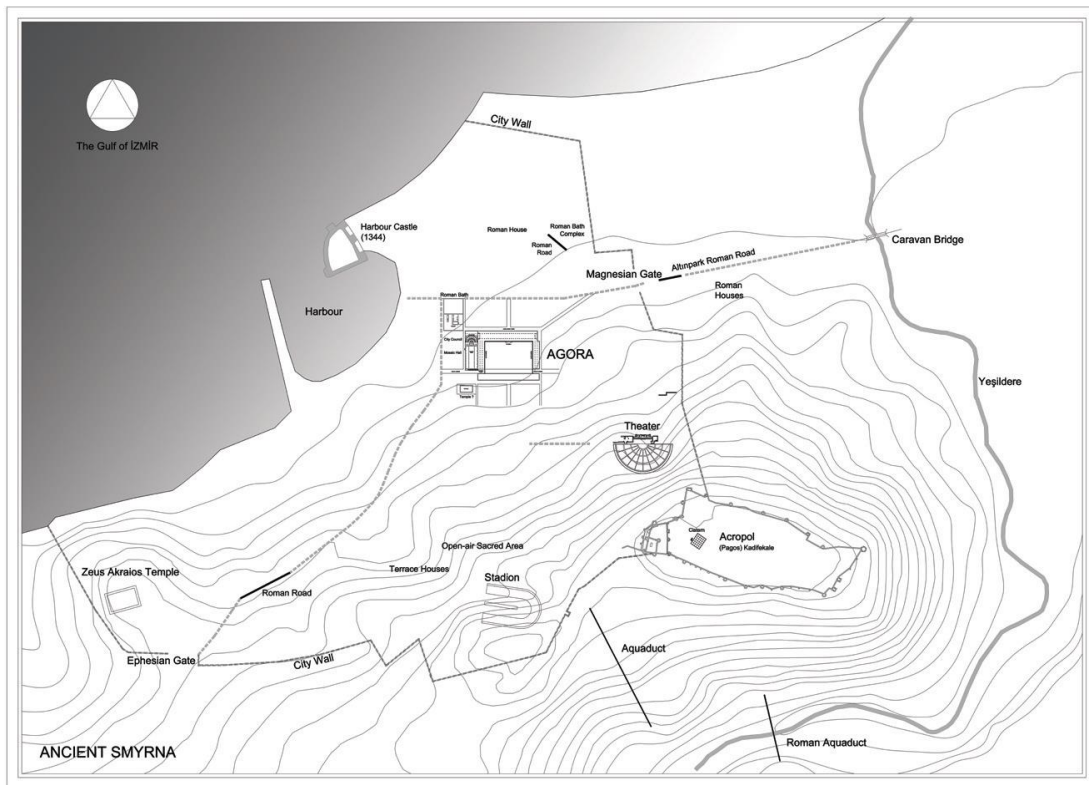 City Wall
The Gulf of İZMİR
Harbour Castle
(1344)
Roman House
Roman Bath
Complex
Roman
Road
Caravan Bridge
Altınpark Roman Road
Magnesian Gate
Roman
Houses
Roman Bath
Harbour
City Council
Mosaic Hall
AGORA
Yeşildere
Theater
Acropol
(Pagos) Kadifekale
Open-air Sacred Area
Terrace Houses
Stadion
Zeus Akraios Temple
Roman Road
Aquaduct
Ephesian Gate
City Wall
Roman Aquaduct
ANCIENT SMYRNA